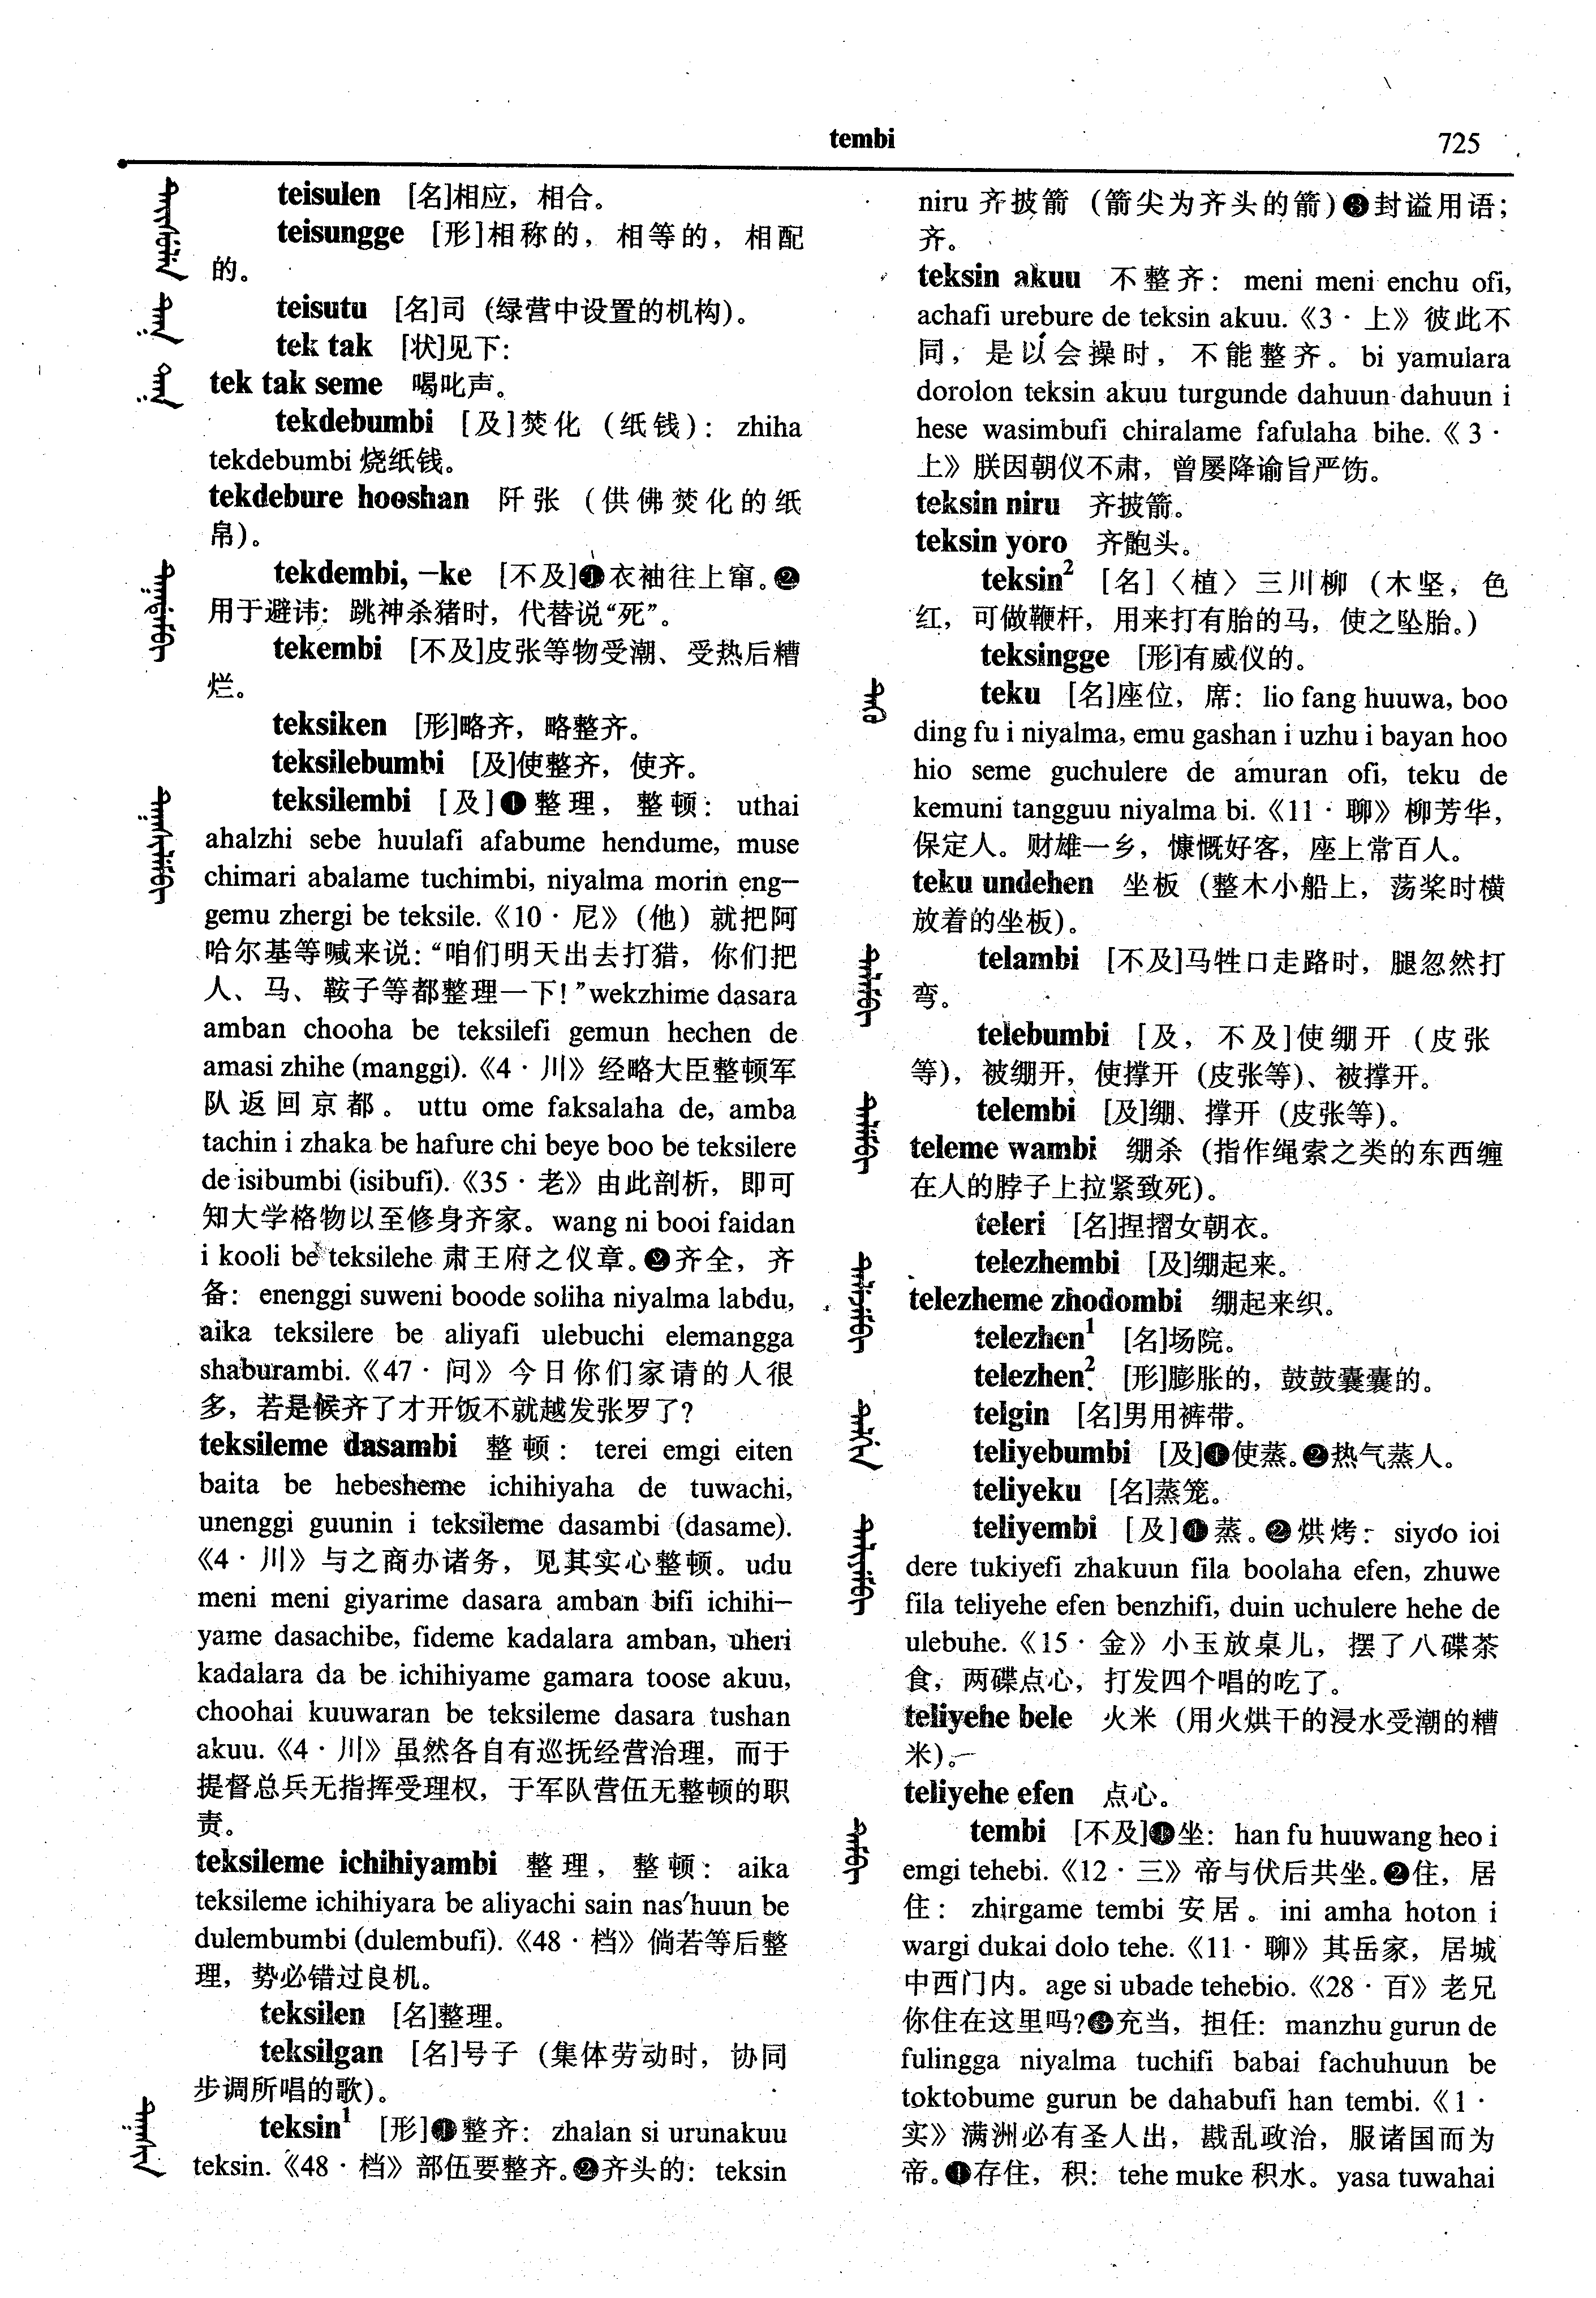 tembi
725
teisulen [名]相应，相合。
teisungge [形]相称的，相等的，相配
的。
teisutu [名]司（绿营中设置的机构）。
tek tak [状]见下：
tek tak seme 喝叱声。
tekdebumbi [及]焚化（纸钱）：zhiha
tekdebumbi 烧纸钱。
tekdebure hooshan 阡张（供佛焚化的纸
帛）。
tekdembi, -ke [不及]❶衣袖往上窜。❷
用于避讳：跳神杀猪时，代替说“死”。
tekembi [不及]皮张等物受潮、受热后糟
烂。
teksiken [形]略齐，略整齐。
teksilebumbi [及]使整齐，使齐。
teksilembi [及]❶整理，整顿：uthai
ahalzhi sebe huulafi afabume hendume, muse
chimari abalame tuchimbi, niyalma morin eng-
gemu zhergi be teksile.《10·尼》（他）就把阿
哈尔基等喊来说：“咱们明天出去打猎，你们把
人、马、鞍子等都整理一下！”wekzhime dasara
amban chooha be teksilefi gemun hechen de
amasi zhihe (manggi).《4·川》经略大臣整顿军
队返回京都。uttu ome faksalaha de, amba
tachin i zhaka be hafure chi beye boo be teksilere
de isibumbi (isibufi).《35·老》由此剖析，即可
知大学格物以至修身齐家。wang ni booi faidan
i kooli be teksilehe 肃王府之仪章。❷齐全，齐
备：enenggi suweni boode soliha niyalma labdu,
aika teksilere be aliyafi ulebuchi elemangga
shaburambi.《47·问》今日你们家请的人很
多，若是候齐了才开饭不就越发张罗了？
teksileme dasambi 整顿：terei emgi eiten
baita be hebesheme ichihiyaha de tuwachi,
unenggi guunin i teksileme dasambi (dasame).
《4·川》与之商办诸务，见其实心整顿。udu
meni meni giyarime dasara amban bifi ichihi-
yame dasachibe, fideme kadalara amban, uheri
kadalara da be ichihiyame gamara toose akuu,
choohai kuuwaran be teksileme dasara tushan
akuu.《4·川》虽然各自有巡抚经营治理，而于
提督总兵无指挥受理权，于军队营伍无整顿的职
责。
teksileme ichihiyambi 整理，整顿：aika
teksileme ichihiyara be aliyachi sain nas'huun be
dulembumbi (dulembufi).《48·档》倘若等后整
理，势必错过良机。
teksilen [名]整理。
teksilgan [名]号子（集体劳动时，协同
步调所唱的歌）。
teksin¹ [形]❶整齐：zhalan si urunakuu
teksin.《48·档》部伍要整齐。❷齐头的：teksin
niru 齐披箭（箭尖为齐头的箭）❸封谥用语；
齐。
teksin akuu 不整齐：meni meni enchu ofi,
achafi urebure de teksin akuu.《3·上》彼此不
同，是以会操时，不能整齐。bi yamulara
dorolon teksin akuu turgunde dahuun dahuun i
hese wasimbufi chiralame fafulaha bihe.《3·
上》朕因朝仪不肃，曾屡降谕旨严饬。
teksin niru 齐披箭。
teksin yoro 齐骲头。
teksin² [名]〈植〉三川柳（木坚，色
红，可做鞭杆，用来打有胎的马，使之坠胎。）
teksingge [形]有威仪的。
teku [名]座位，席：lio fang huuwa, boo
ding fu i niyalma, emu gashan i uzhu i bayan hoo
hio seme guchulere de amuran ofi, teku de
kemuni tangguu niyalma bi.《11·聊》柳芳华，
保定人。财雄一乡，慷慨好客，座上常百人。
teku undehen 坐板（整木小船上，荡桨时横
放着的坐板）。
telambi [不及]马牲口走路时，腿忽然打
弯。
telebumbi [及，不及]使绷开（皮张
等），被绷开，使撑开（皮张等）、被撑开。
telembi [及]绷、撑开（皮张等）。
teleme wambi 绷杀（指作绳索之类的东西缠
在人的脖子上拉紧致死）。
teleri [名]捏摺女朝衣。
telezhembi [及]绷起来。
telezheme zhodombi 绷起来织。
telezhen¹ [名]场院。
telezhen² [形]膨胀的，鼓鼓囊囊的。
telgin [名]男用裤带。
teliyebumbi [及]❶使蒸。❷热气蒸人。
teliyeku [名]蒸笼。
teliyembi [及]❶蒸。❷烘烤：siyoo ioi
dere tukiyefi zhakuun fila boolaha efen, zhuwe
fila teliyehe efen benzhifi, duin uchulere hehe de
ulebuhe.《15·金》小玉放桌儿，摆了八碟茶
食，两碟点心，打发四个唱的吃了。
teliyehe bele 火米（用火烘干的浸水受潮的糟
米）。
teliyehe efen 点心。
tembi [不及]❶坐：han fu huuwang heo i
emgi tehebi.《12·三》帝与伏后共坐。❷住，居
住：zhirgame tembi 安居。ini amha hoton i
wargi dukai dolo tehe.《11·聊》其岳家，居城
中西门内。age si ubade tehebio.《28·百》老兄
你住在这里吗？❸充当，担任：manzhu gurun de
fulingga niyalma tuchifi babai fachuhuun be
toktobume gurun be dahabufi han tembi.《1·
实》满洲必有圣人出，戡乱政治，服诸国而为
帝。❹存住，积：tehe muke 积水。yasa tuwahai